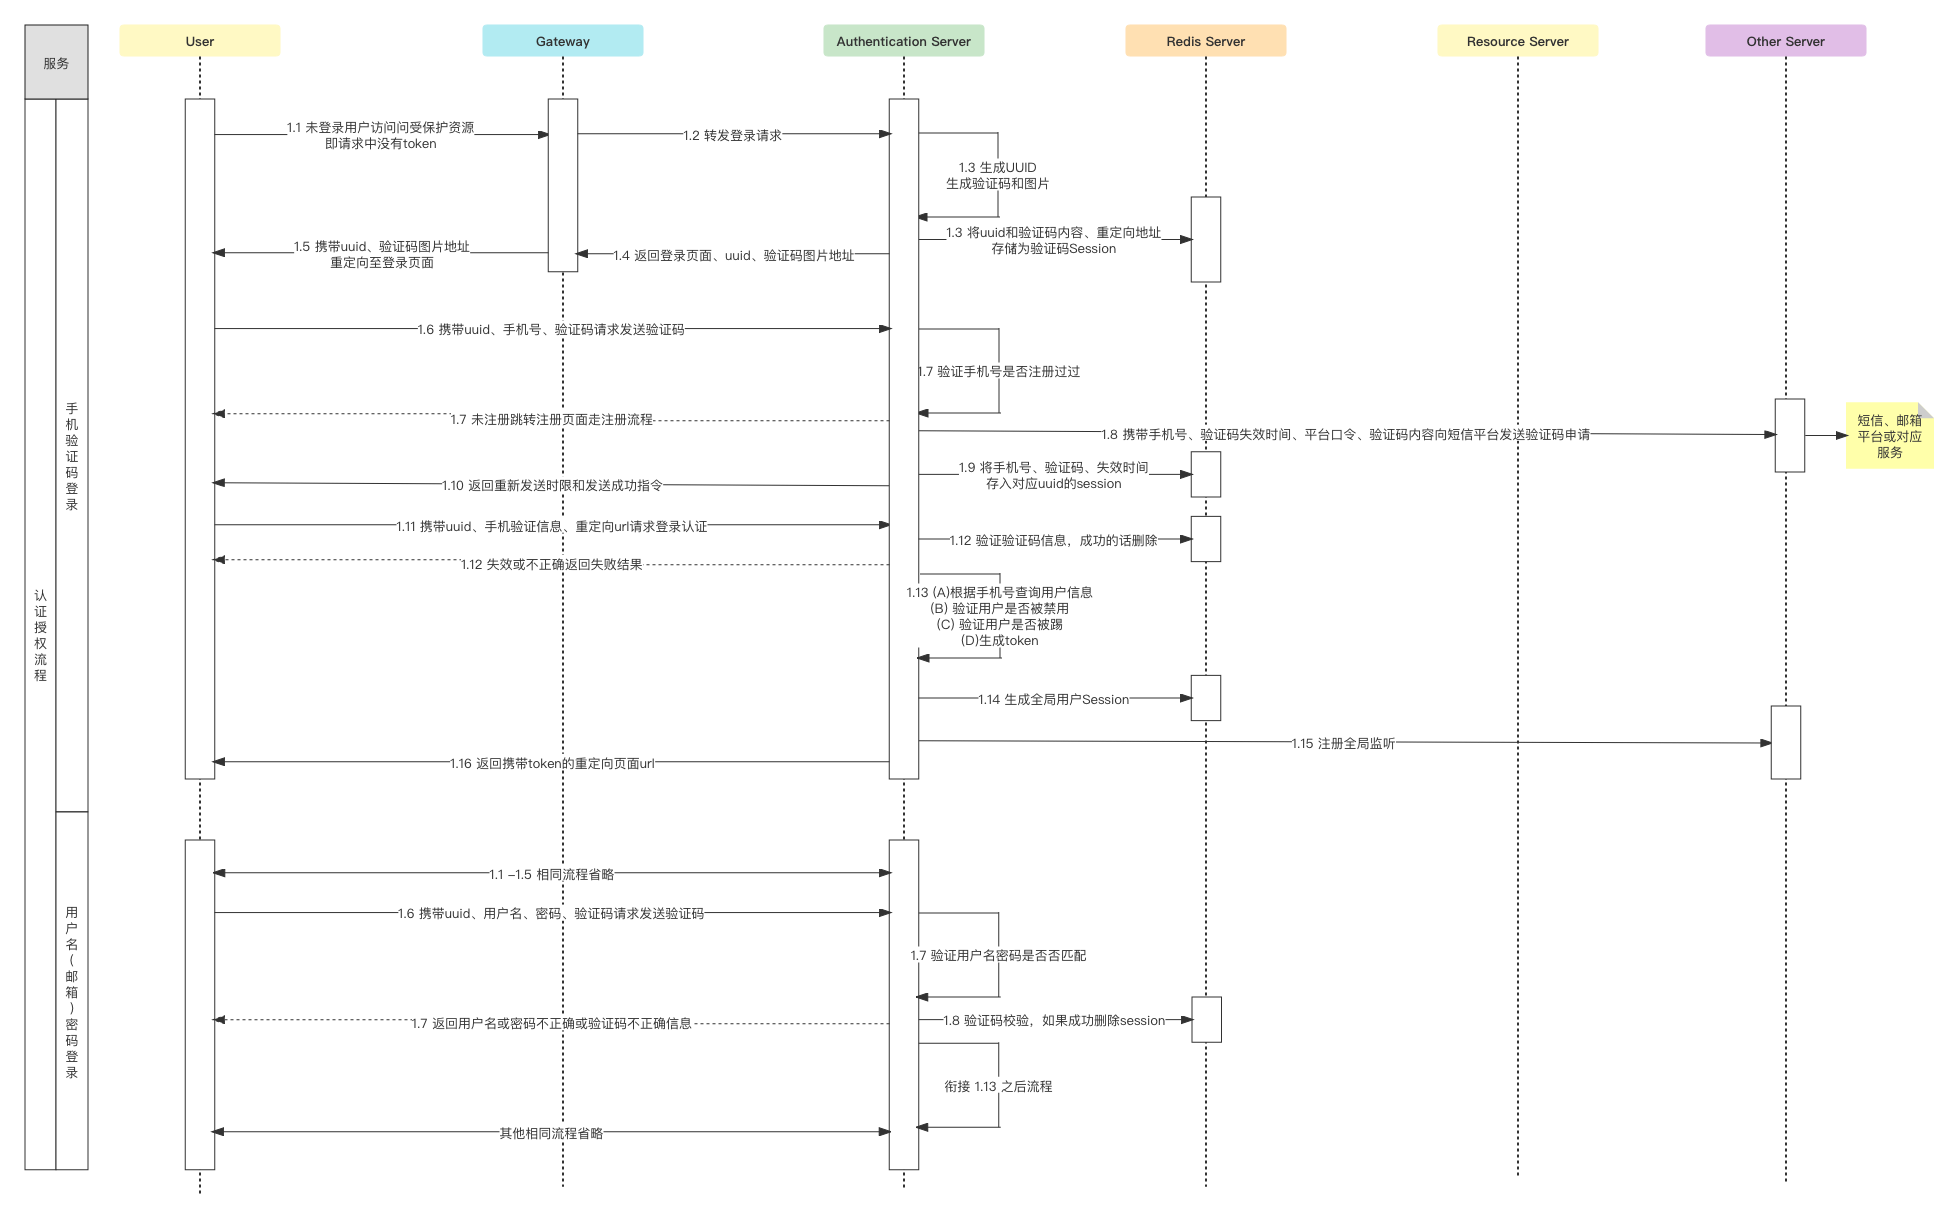 服务
User
Gateway
Authentication Server
Redis Server
Resource Server
Other Server
认证授权流程
手机验证码登录
1.1 未登录用户访问问受保护资源
即请求中没有token
1.2 转发登录请求
1.3 生成UUID
生成验证码和图片
1.3 将uuid和验证码内容、重定向地址
存储为验证码Session
1.4 返回登录页面、uuid、验证码图片地址
1.5 携带uuid、验证码图片地址
重定向至登录页面
1.6 携带uuid、手机号、验证码请求发送验证码
1.7 验证手机号是否注册过过
1.7 未注册跳转注册页面走注册流程
1.8 携带手机号、验证码失效时间、平台口令、验证码内容向短信平台发送验证码申请
短信、邮箱
平台或对应
服务
1.9 将手机号、验证码、失效时间
存入对应uuid的session
1.10 返回重新发送时限和发送成功指令
1.11 携带uuid、手机验证信息、重定向url请求登录认证
1.12 验证验证码信息，成功的话删除
1.12 失效或不正确返回失败结果
1.13 (A)根据手机号查询用户信息
(B) 验证用户是否被禁用
(C) 验证用户是否被踢
(D)生成token
1.14 生成全局用户Session
1.15 注册全局监听
1.16 返回携带token的重定向页面url
用户名(邮箱)密码登录
1.1 -1.5 相同流程省略
1.6 携带uuid、用户名、密码、验证码请求发送验证码
1.7 验证用户名密码是否否匹配
1.7 返回用户名或密码不正确或验证码不正确信息
1.8 验证码校验，如果成功删除session
衔接 1.13 之后流程
其他相同流程省略